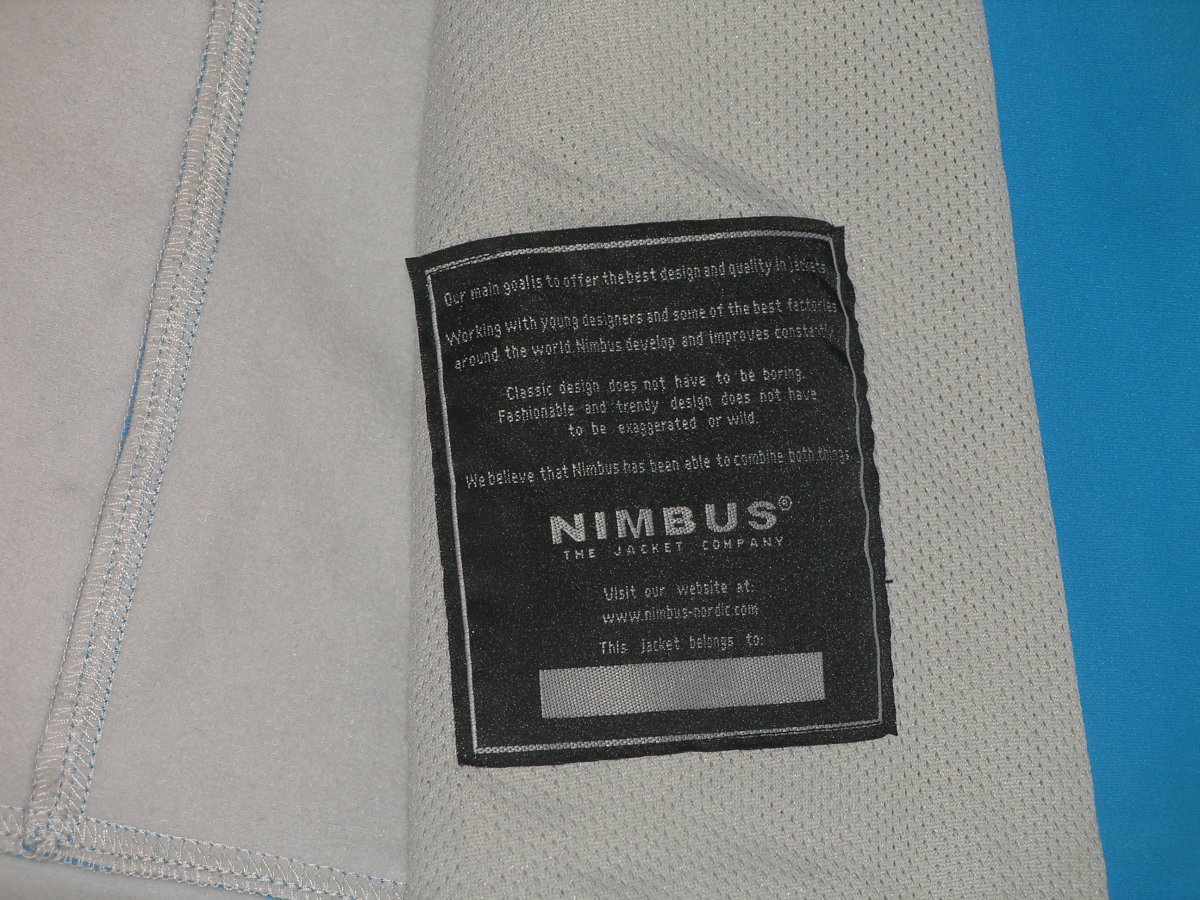 Our main goal is to offer the best design and quality in jackets.
Working with young designers and some of the best factories
around the world, Nimbus develop and improves constantly.
Classic design does not have to be boring.
Fashionable and trendy design does not have
to be exaggerated or wild.
We believe that Nimbus has been able to combine both things.
NIMBUS®
THE JACKET COMPANY
Visit our website at:
www.nimbus-nordic.com
This jacket belongs to: